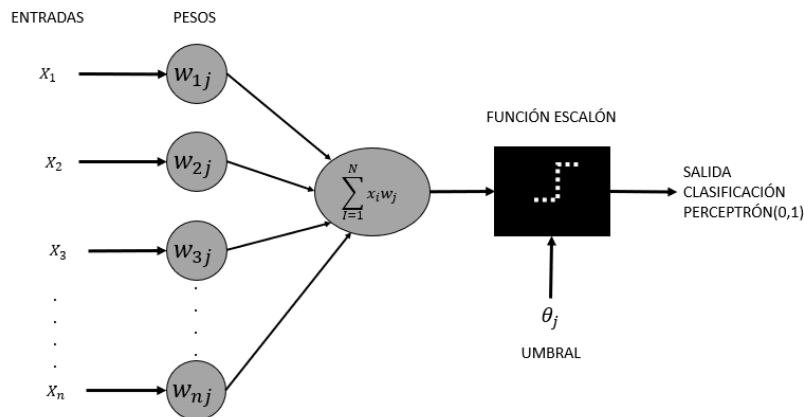 ENTRADAS
PESOS
X₁
w₁ⱼ
X₂
w₂ⱼ
X₃
w₃ⱼ
Xₙ
wₙⱼ
N
∑ xᵢwⱼ
I=1
FUNCIÓN ESCALÓN
θⱼ
UMBRAL
SALIDA
CLASIFICACIÓN
PERCEPTRÓN(0,1)